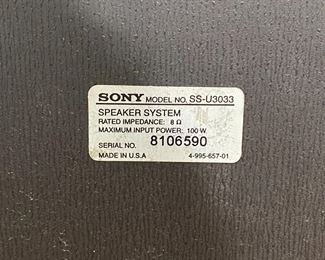 SONY MODEL NO. SS-U3033
SPEAKER SYSTEM
RATED IMPEDANCE: 8 Ω
MAXIMUM INPUT POWER: 100 W
SERIAL NO. 8106590
MADE IN U.S.A 4-995-657-01